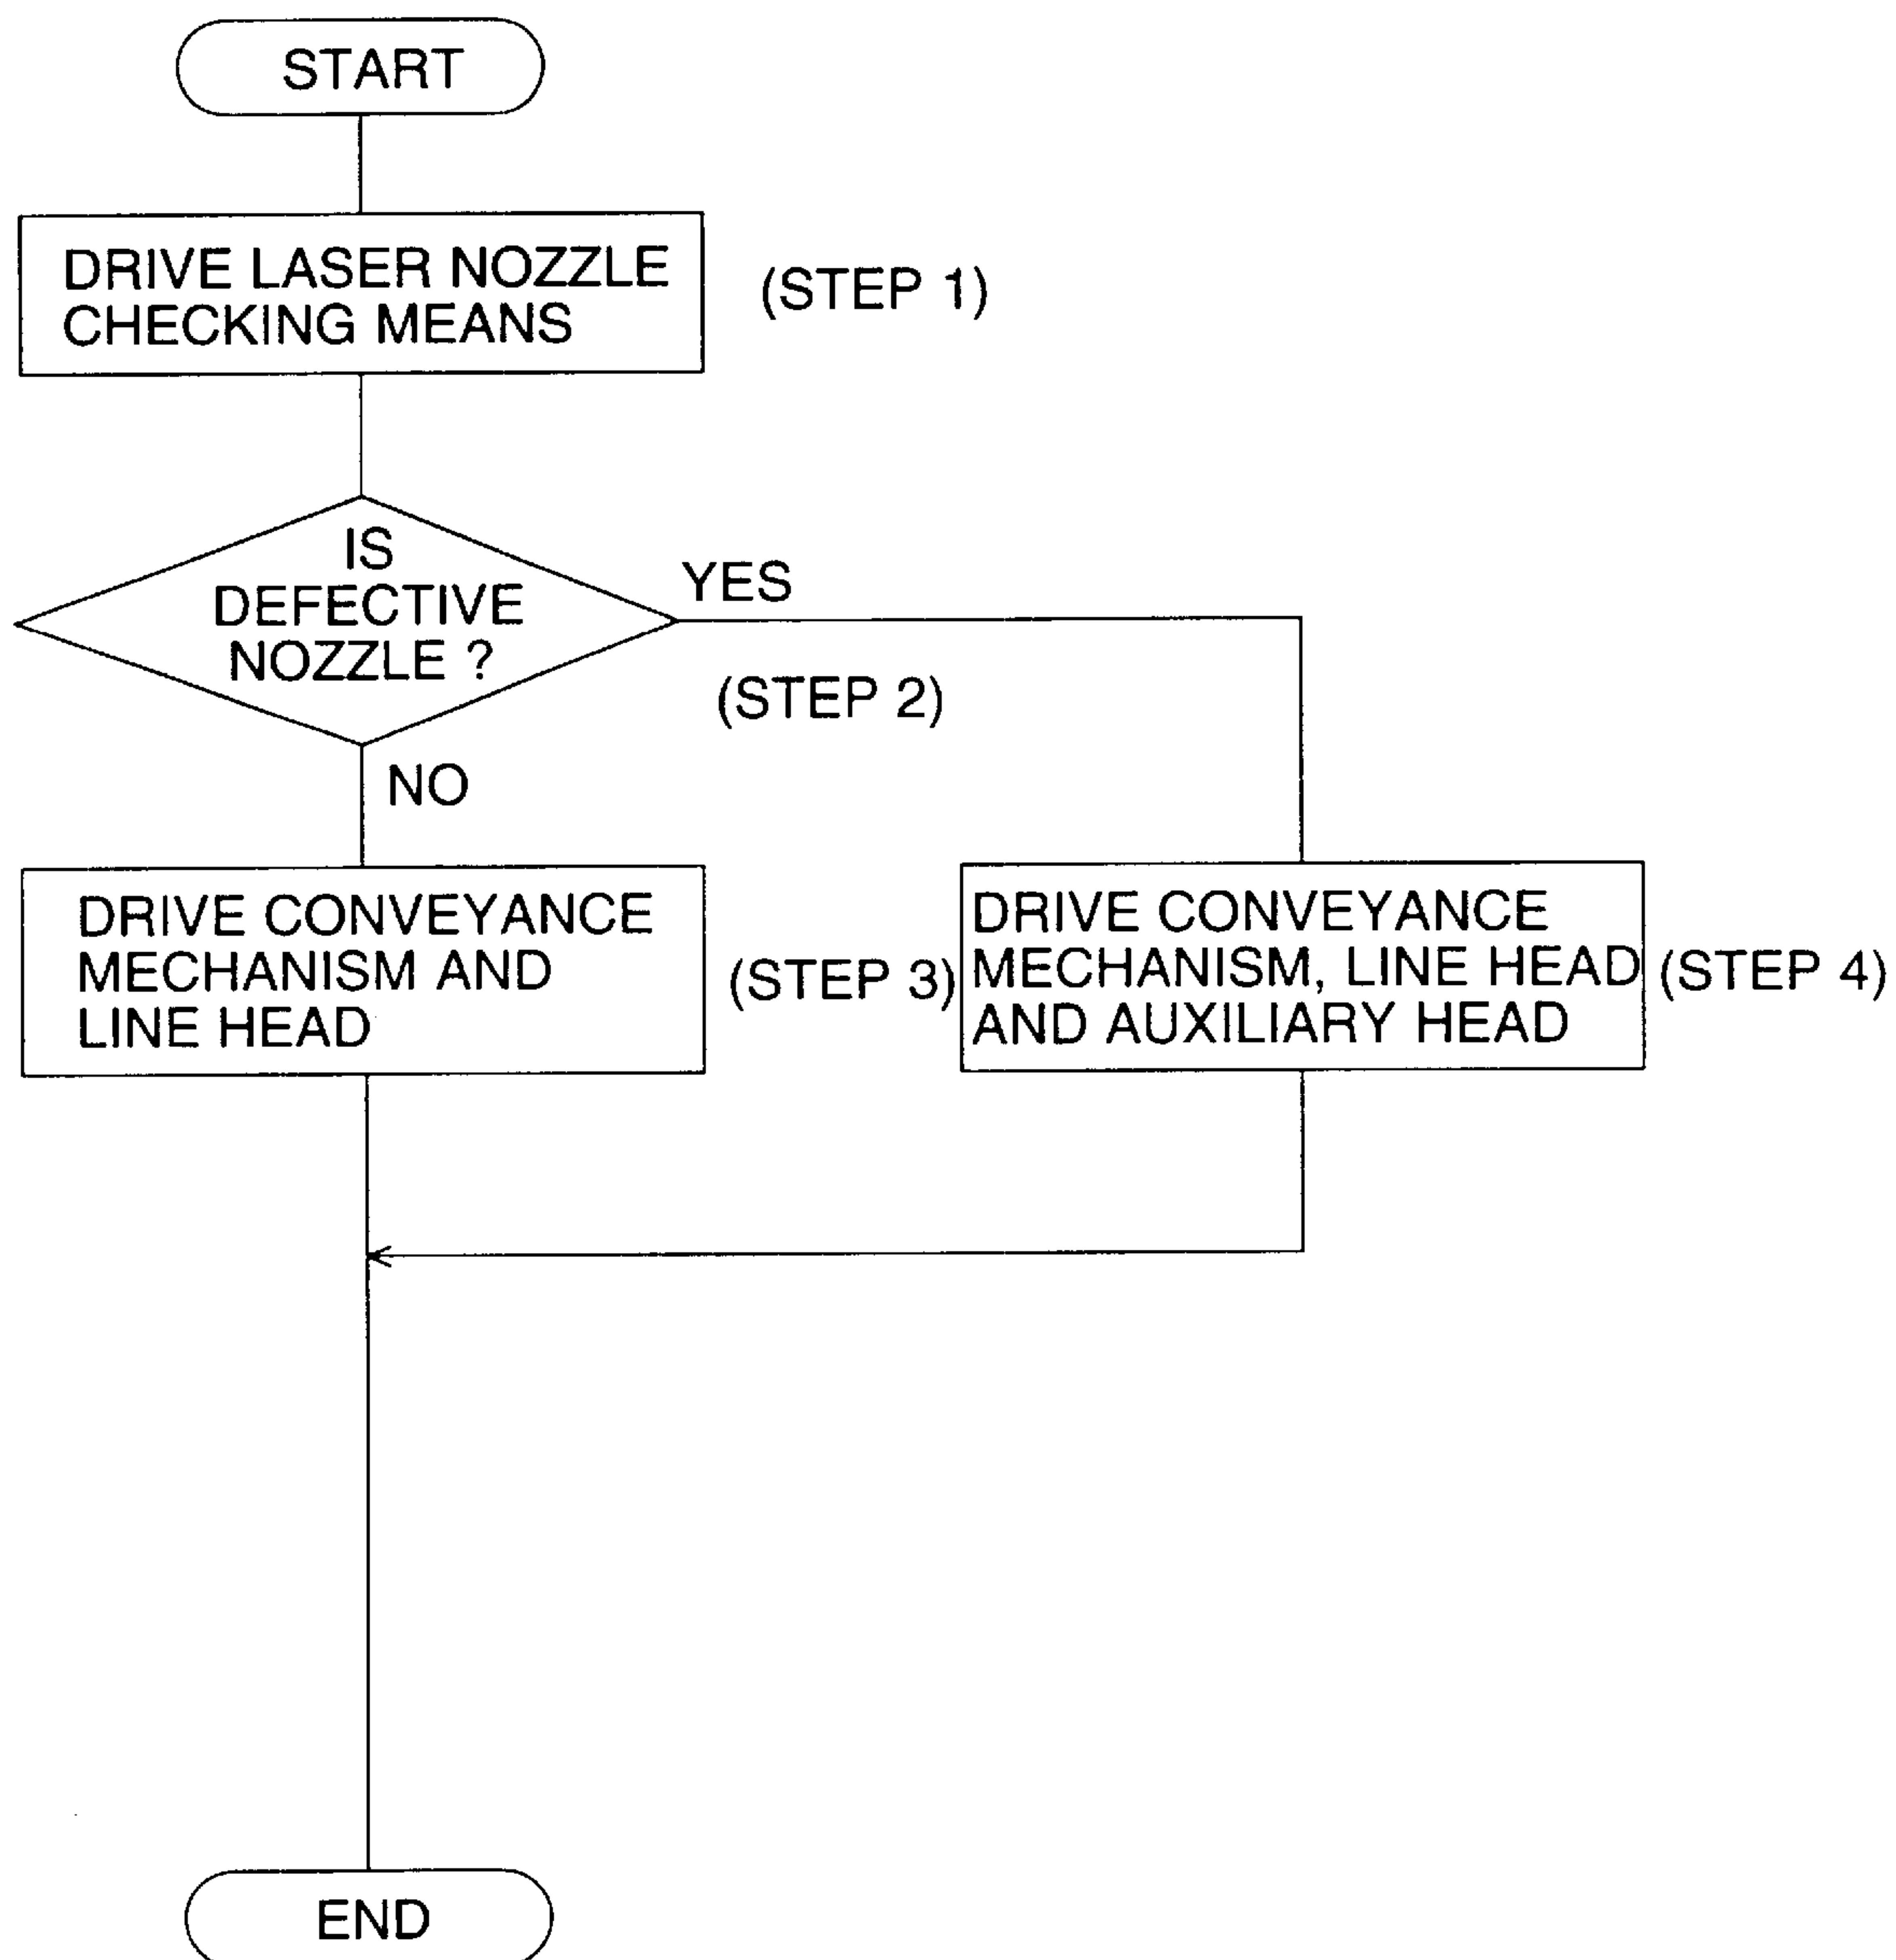 START
DRIVE LASER NOZZLE
CHECKING MEANS
(STEP 1)
IS
DEFECTIVE
NOZZLE ?
YES
(STEP 2)
NO
DRIVE CONVEYANCE
MECHANISM AND
LINE HEAD
(STEP 3)
DRIVE CONVEYANCE
MECHANISM, LINE HEAD
AND AUXILIARY HEAD
(STEP 4)
END